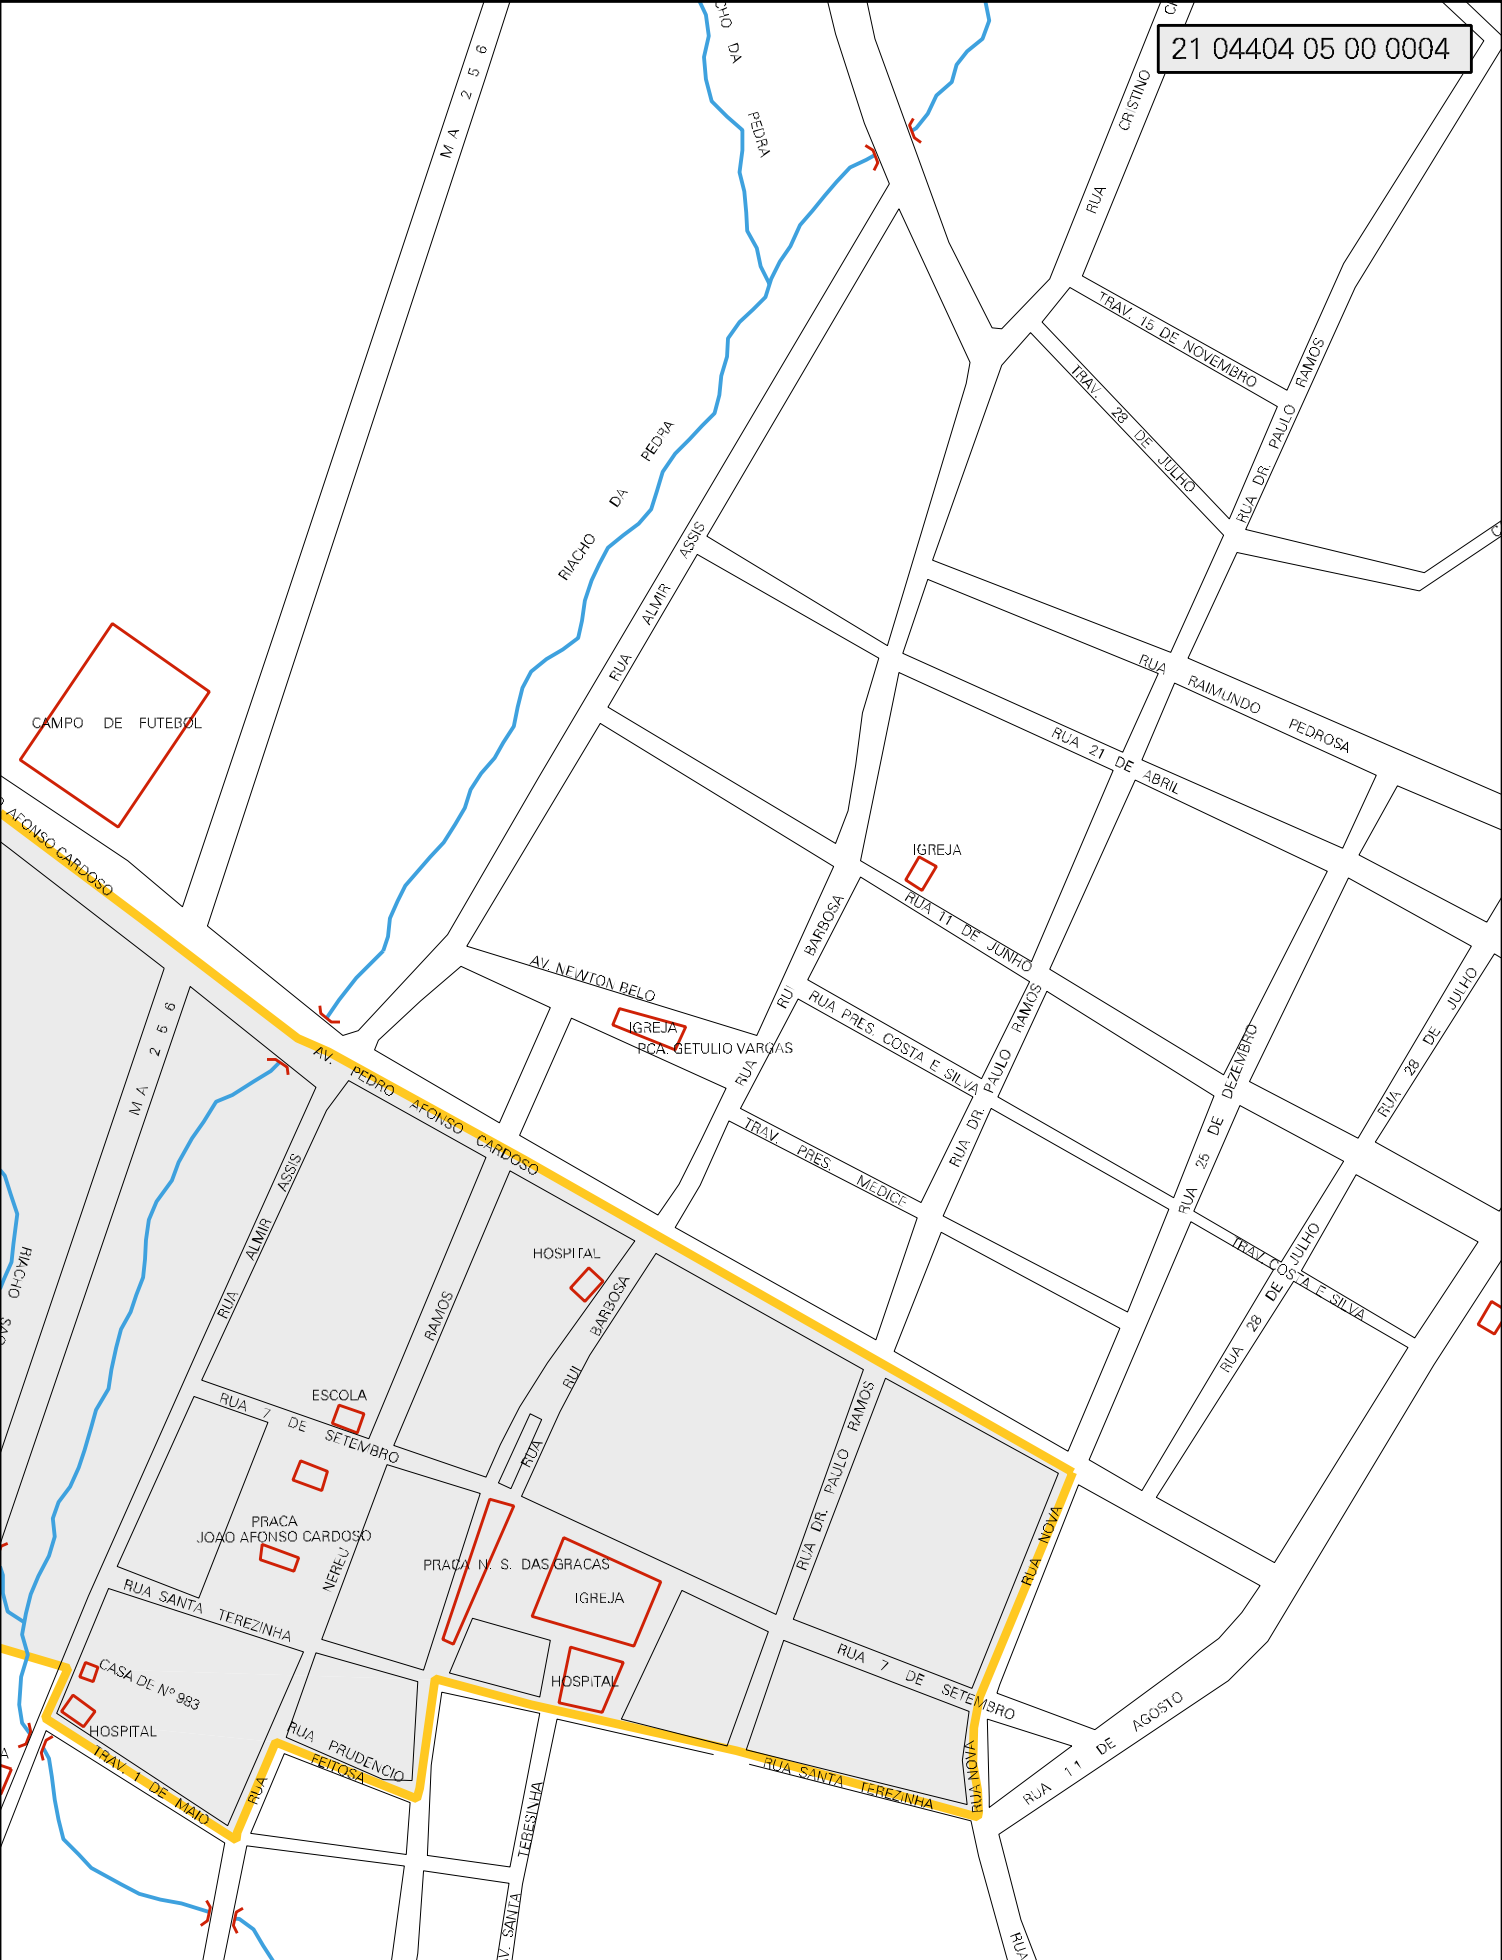 21 04404 05 00 0004
MA 256
CHO DA PEDRA
RUA CRISTINO
TRAV. 15 DE NOVEMBRO
TRAV. 28 DE JULHO
RUA DR. PAULO RAMOS
RIACHO DA PEDRA
RUA ALMIR ASSIS
RUA RAIMUNDO PEDROSA
CAMPO DE FUTEBOL
RUA 21 DE ABRIL
AFONSO CARDOSO
IGREJA
RUA 11 DE JUNHO
RUI BARBOSA
RUA
AV. NEWTON BELO
IGREJA
PCA. GETULIO VARGAS
RUA PRES. COSTA E SILVA
RUA DR. PAULO RAMOS
RUA 28 DE JULHO
MA 256
AV. PEDRO AFONSO CARDOSO
RUA 25 DE DEZEMBRO
TRAV. PRES. MEDICE
RUA ALMIR ASSIS
RIACHO
HOSPITAL
TRAV. COSTA E SILVA
RUA 28 DE JULHO
RAMOS
NEREU
RUA RUI BARBOSA
ESCOLA
RUA 7 DE SETEMBRO
RUA DR. PAULO RAMOS
PRACA
JOAO AFONSO CARDOSO
PRACA N. S. DAS GRACAS
IGREJA
RUA NOVA
RUA SANTA TEREZINHA
RUA 7 DE SETEMBRO
CASA DE Nº 983
HOSPITAL
HOSPITAL
RUA 11 DE AGOSTO
RUA PRUDENCIO
FEITOSA
RUA
TRAV. 1 DE MAIO
RUA SANTA TEREZINHA
RUA NOVA
SANTA TERESINHA
RUA